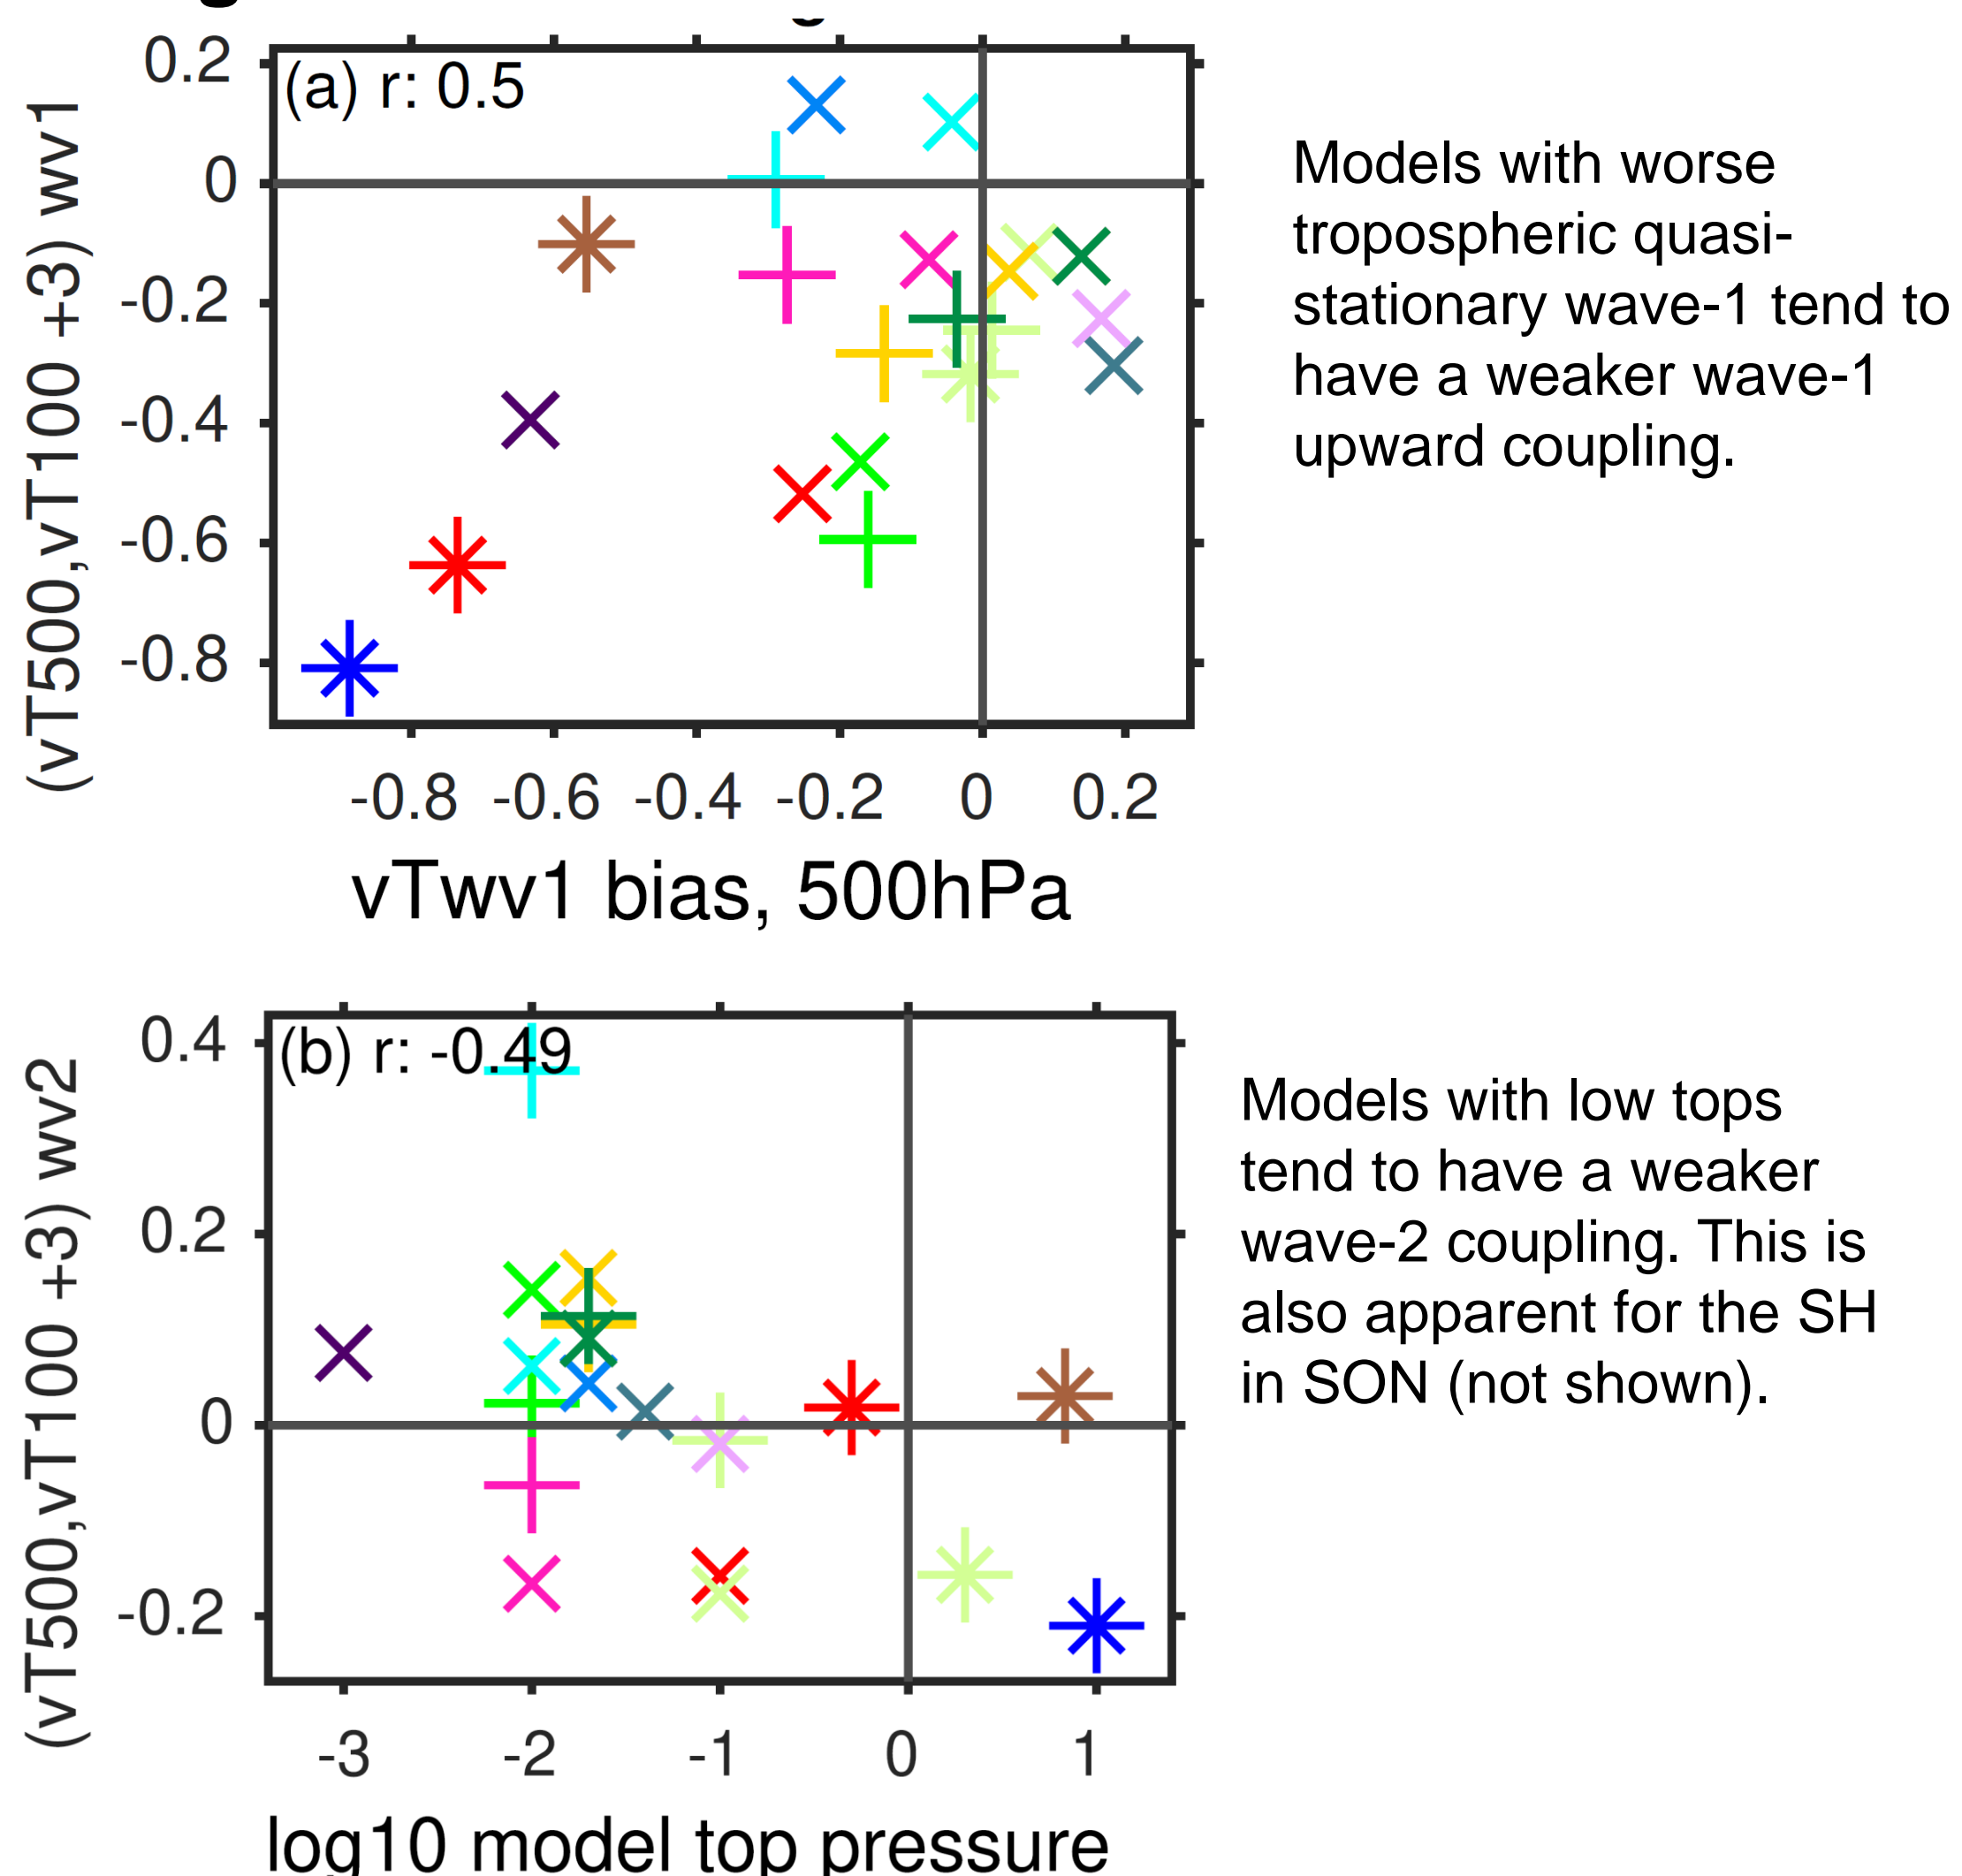 0.2
(a) r: 0.5
0
-0.2
-0.4
-0.6
-0.8
(vT500,vT100 +3) wv1
-0.8 -0.6 -0.4 -0.2 0 0.2
vTwv1 bias, 500hPa
Models with worse
tropospheric quasi-
stationary wave-1 tend to
have a weaker wave-1
upward coupling.
0.4
(b) r: -0.49
0.2
0
-0.2
(vT500,vT100 +3) wv2
-3 -2 -1 0 1
log10 model top pressure
Models with low tops
tend to have a weaker
wave-2 coupling. This is
also apparent for the SH
in SON (not shown).